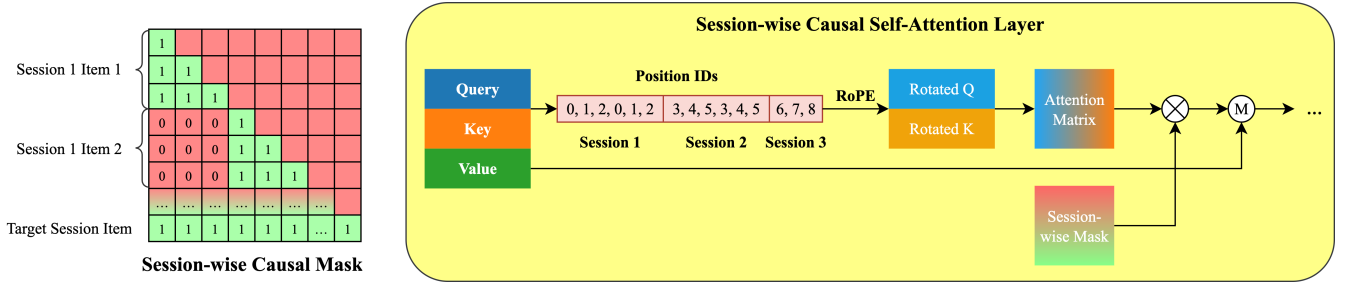 Session 1 Item 1
Session 1 Item 2
Target Session Item
1
1 1
1 1 1
0 0 0 1
0 0 0 1 1
0 0 0 1 1 1
... ... ... ... ... ... ...
1 1 1 1 1 1 ... 1
Session-wise Causal Mask
Session-wise Causal Self-Attention Layer
Query
Key
Value
Position IDs
0, 1, 2, 0, 1, 2
3, 4, 5, 3, 4, 5
6, 7, 8
Session 1
Session 2
Session 3
RoPE
Rotated Q
Rotated K
Attention
Matrix
M
...
Session-
wise Mask